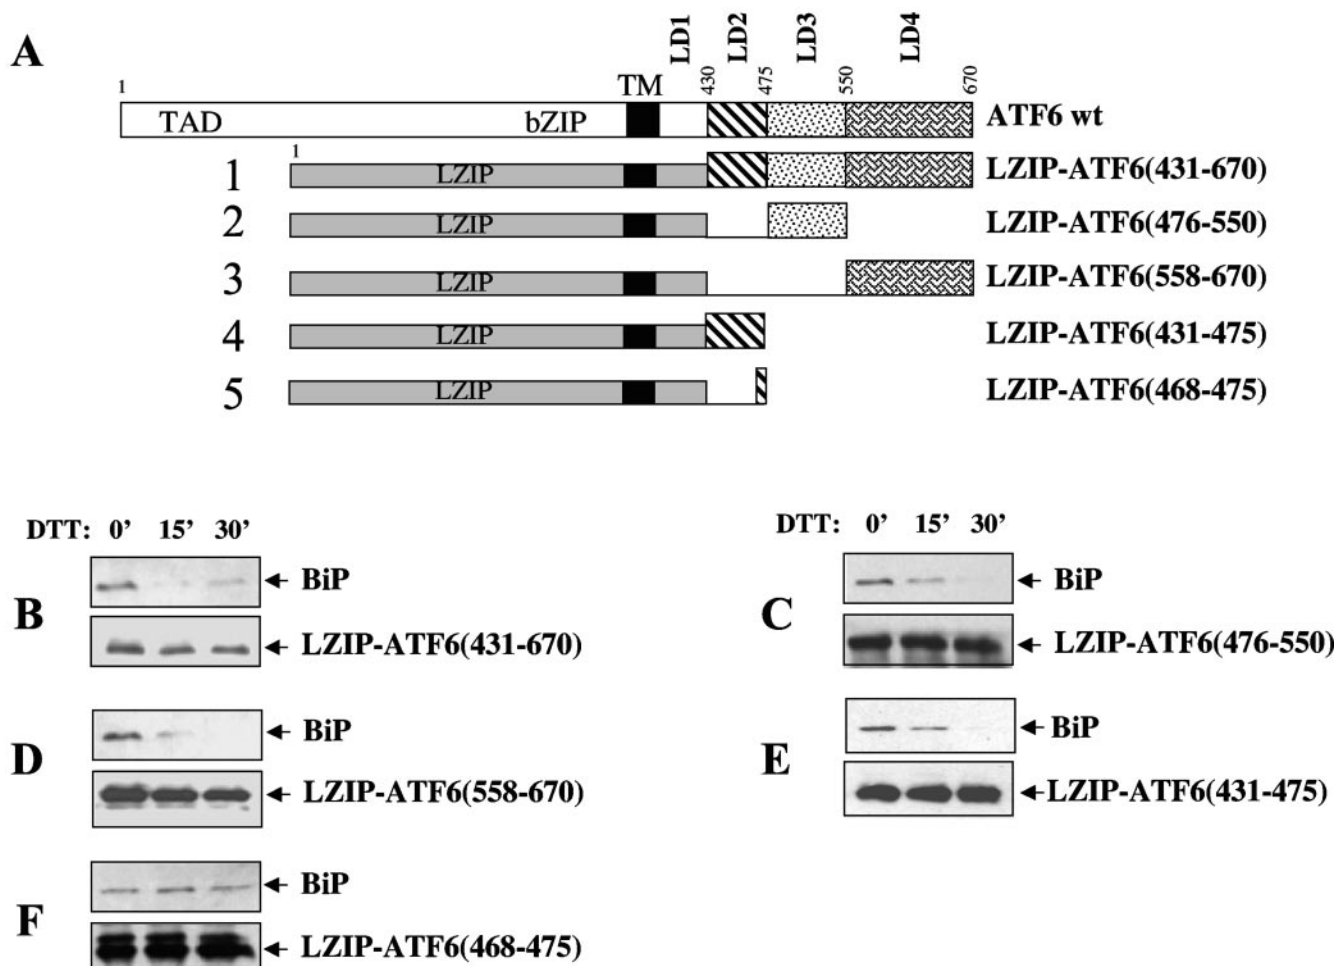 A
LD1 LD2 LD3 LD4
1 TM 430 475 550 670
TAD bZIP ATF6 wt
1
1 LZIP LZIP-ATF6(431-670)
2 LZIP LZIP-ATF6(476-550)
3 LZIP LZIP-ATF6(558-670)
4 LZIP LZIP-ATF6(431-475)
5 LZIP LZIP-ATF6(468-475)
B
DTT: 0’ 15’ 30’
BiP
LZIP-ATF6(431-670)
C
DTT: 0’ 15’ 30’
BiP
LZIP-ATF6(476-550)
D
BiP
LZIP-ATF6(558-670)
E
BiP
LZIP-ATF6(431-475)
F
BiP
LZIP-ATF6(468-475)